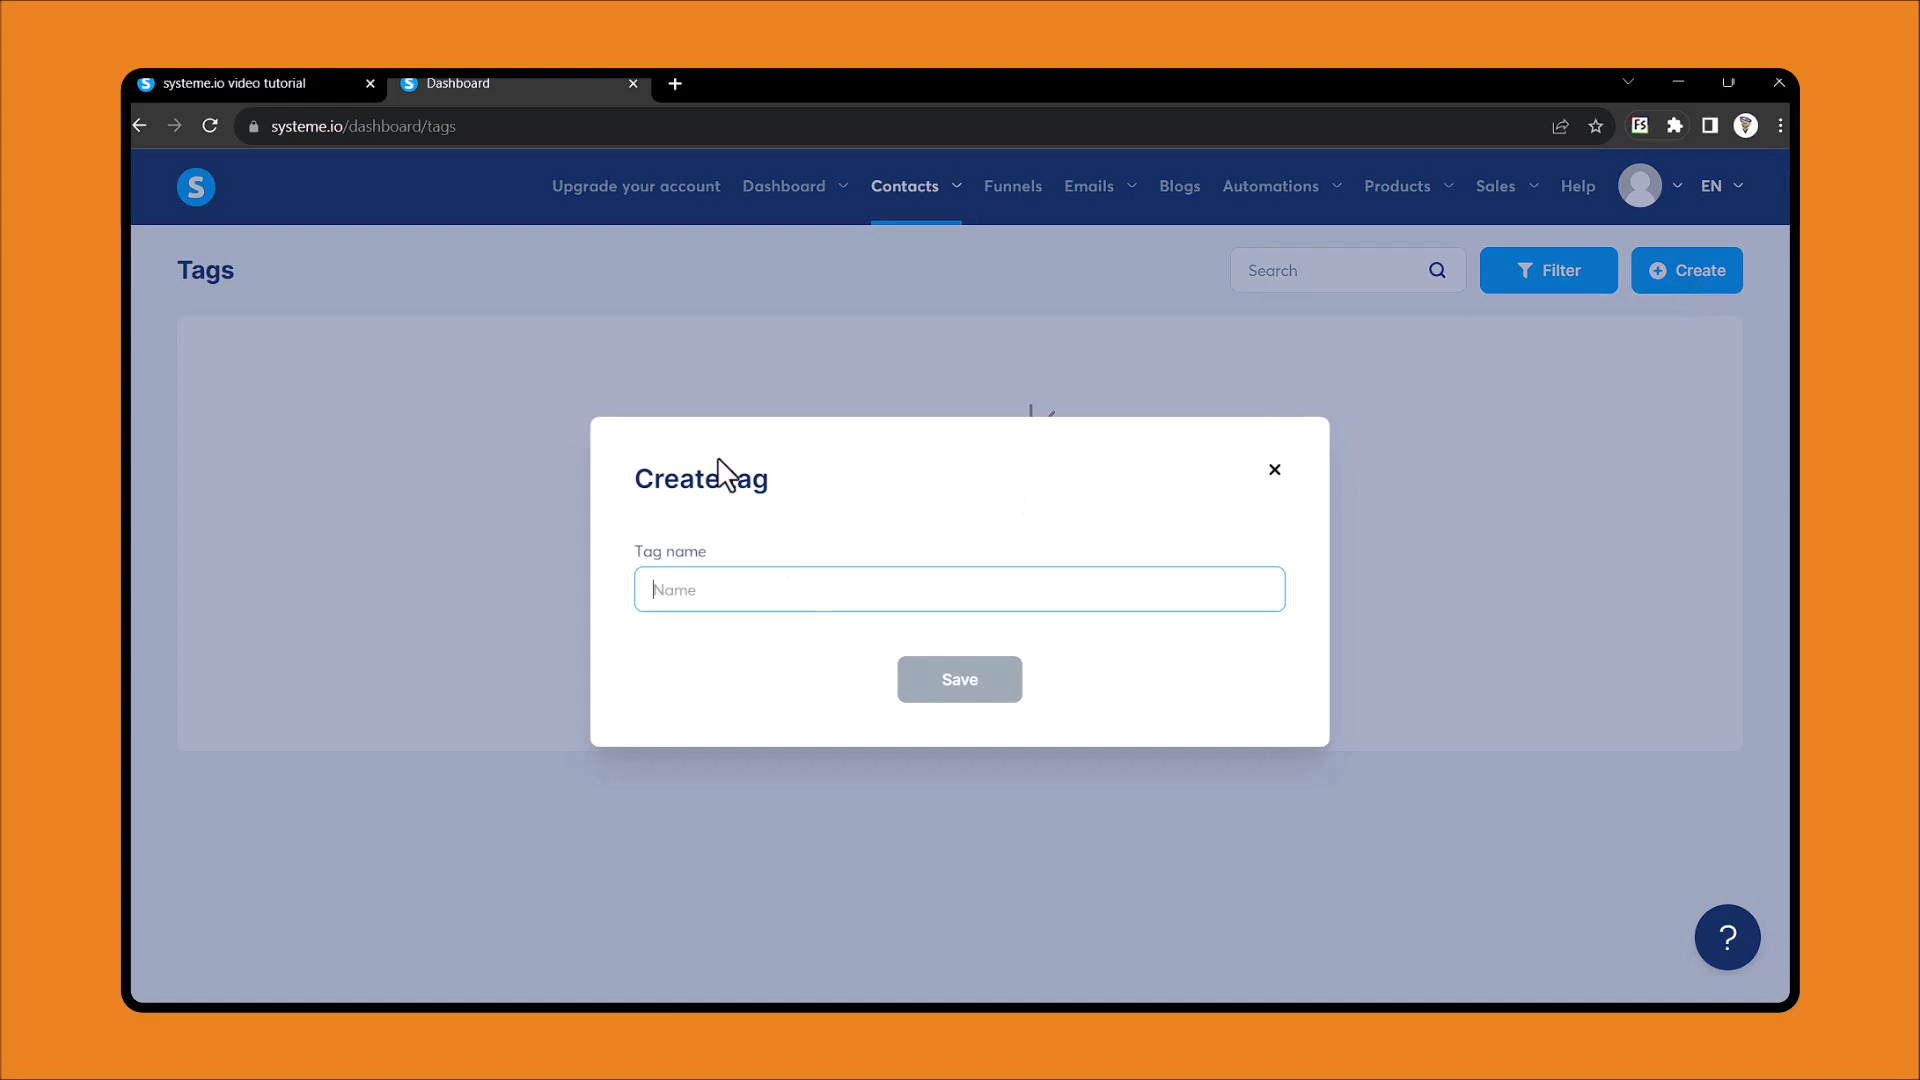 systeme.io video tutorial
Dashboard
systeme.io/dashboard/tags
FS
S
Upgrade your account
Dashboard
Contacts
Funnels
Emails
Blogs
Automations
Products
Sales
Help
EN
Tags
Search
Filter
Create
Create tag
Tag name
Name
Save
?